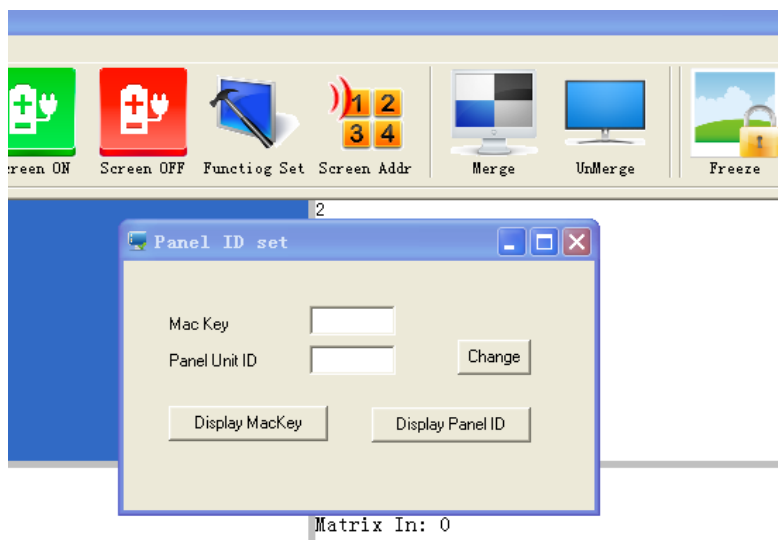 1 2
3 4
creen ON Screen OFF Functiog Set Screen Addr Merge UnMerge Freeze
2
Panel ID set
Mac Key
Panel Unit ID
Change
Display MacKey Display Panel ID
Matrix In: 0